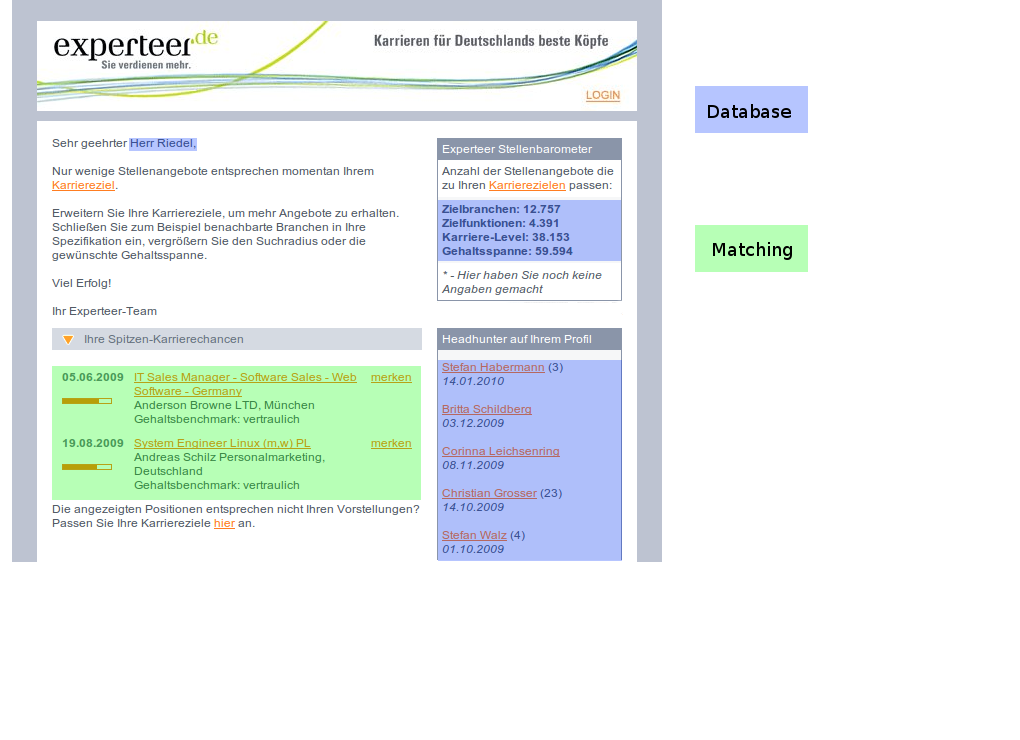 experteer.de
Sie verdienen mehr.
Karrieren für Deutschlands beste Köpfe
LOGIN
Sehr geehrter Herr Riedel,
Nur wenige Stellenangebote entsprechen momentan Ihrem
Karriereziel.
Erweitern Sie Ihre Karriereziele, um mehr Angebote zu erhalten.
Schließen Sie zum Beispiel benachbarte Branchen in Ihre
Spezifikation ein, vergrößern Sie den Suchradius oder die
gewünschte Gehaltsspanne.
Viel Erfolg!
Ihr Experteer-Team
Experteer Stellenbarometer
Anzahl der Stellenangebote die
zu Ihren Karrierezielen passen:
Zielbranchen: 12.757
Zielfunktionen: 4.391
Karriere-Level: 38.153
Gehaltsspanne: 59.594
* - Hier haben Sie noch keine
Angaben gemacht
Ihre Spitzen-Karrierechancen
05.06.2009 IT Sales Manager - Software Sales - Web merken
Software - Germany
Anderson Browne LTD, München
Gehaltsbenchmark: vertraulich
19.08.2009 System Engineer Linux (m,w) PL merken
Andreas Schilz Personalmarketing,
Deutschland
Gehaltsbenchmark: vertraulich
Die angezeigten Positionen entsprechen nicht Ihren Vorstellungen?
Passen Sie Ihre Karriereziele hier an.
Headhunter auf Ihrem Profil
Stefan Habermann (3)
14.01.2010
Britta Schildberg
03.12.2009
Corinna Leichsenring
08.11.2009
Christian Grosser (23)
14.10.2009
Stefan Walz (4)
01.10.2009
Database
Matching